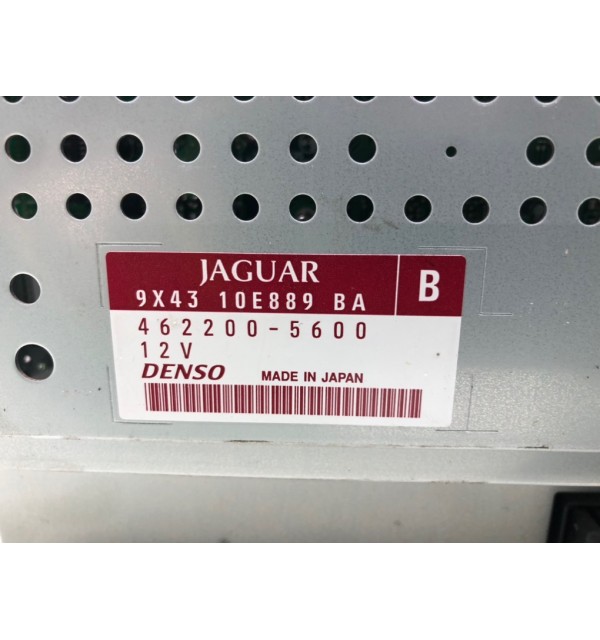 JAGUAR
9X43 10E889 BA
B
462200-5600
12V
DENSO MADE IN JAPAN